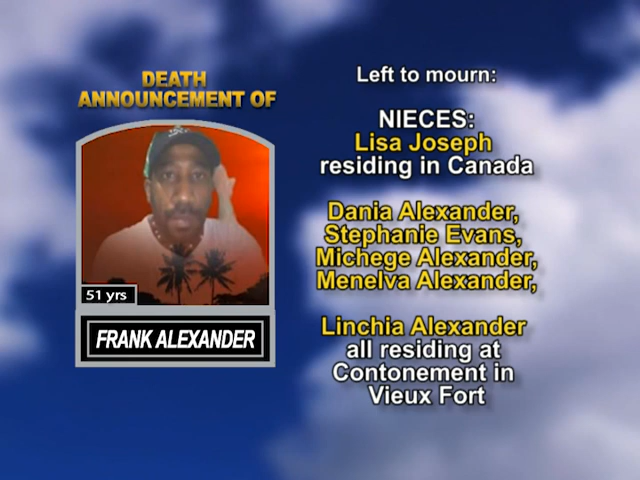 DEATH
ANNOUNCEMENT OF
51 yrs
FRANK ALEXANDER
Left to mourn:
NIECES:
Lisa Joseph
residing in Canada
Dania Alexander,
Stephanie Evans,
Michege Alexander,
Menelva Alexander,
Linchia Alexander
all residing at
Contonement in
Vieux Fort